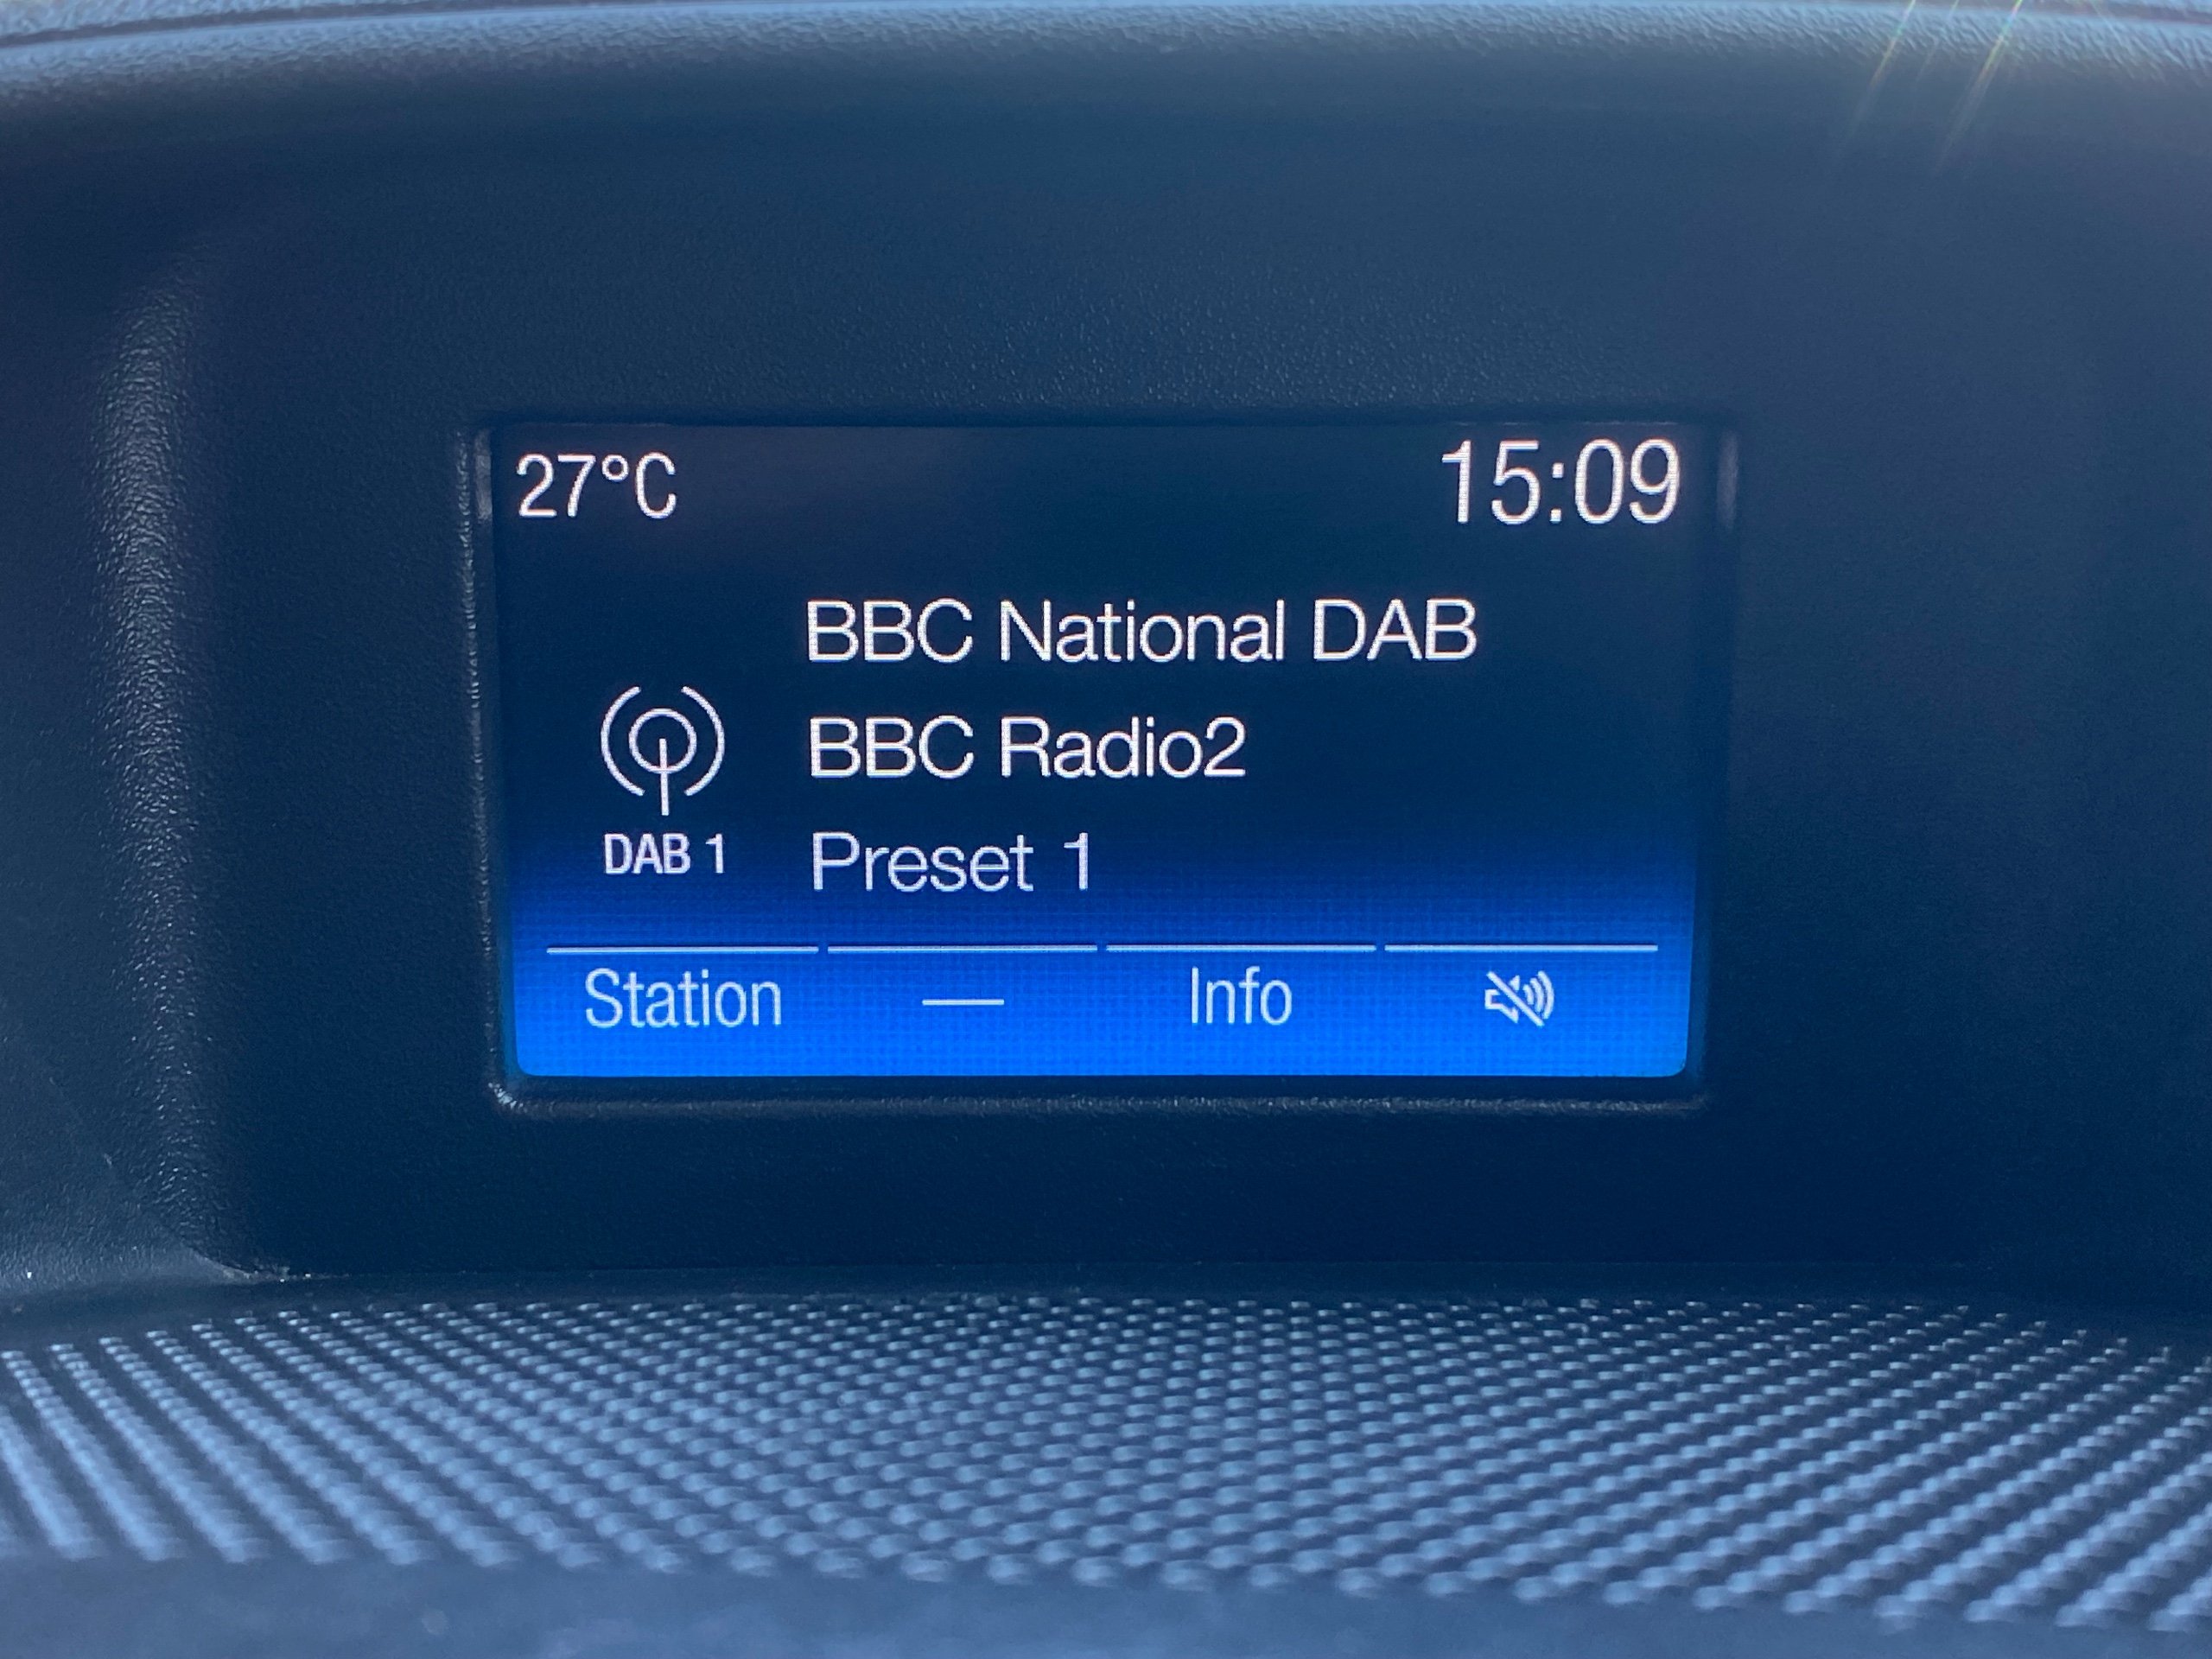 27°C 15:09
BBC National DAB
BBC Radio2
DAB 1 Preset 1
Station — Info